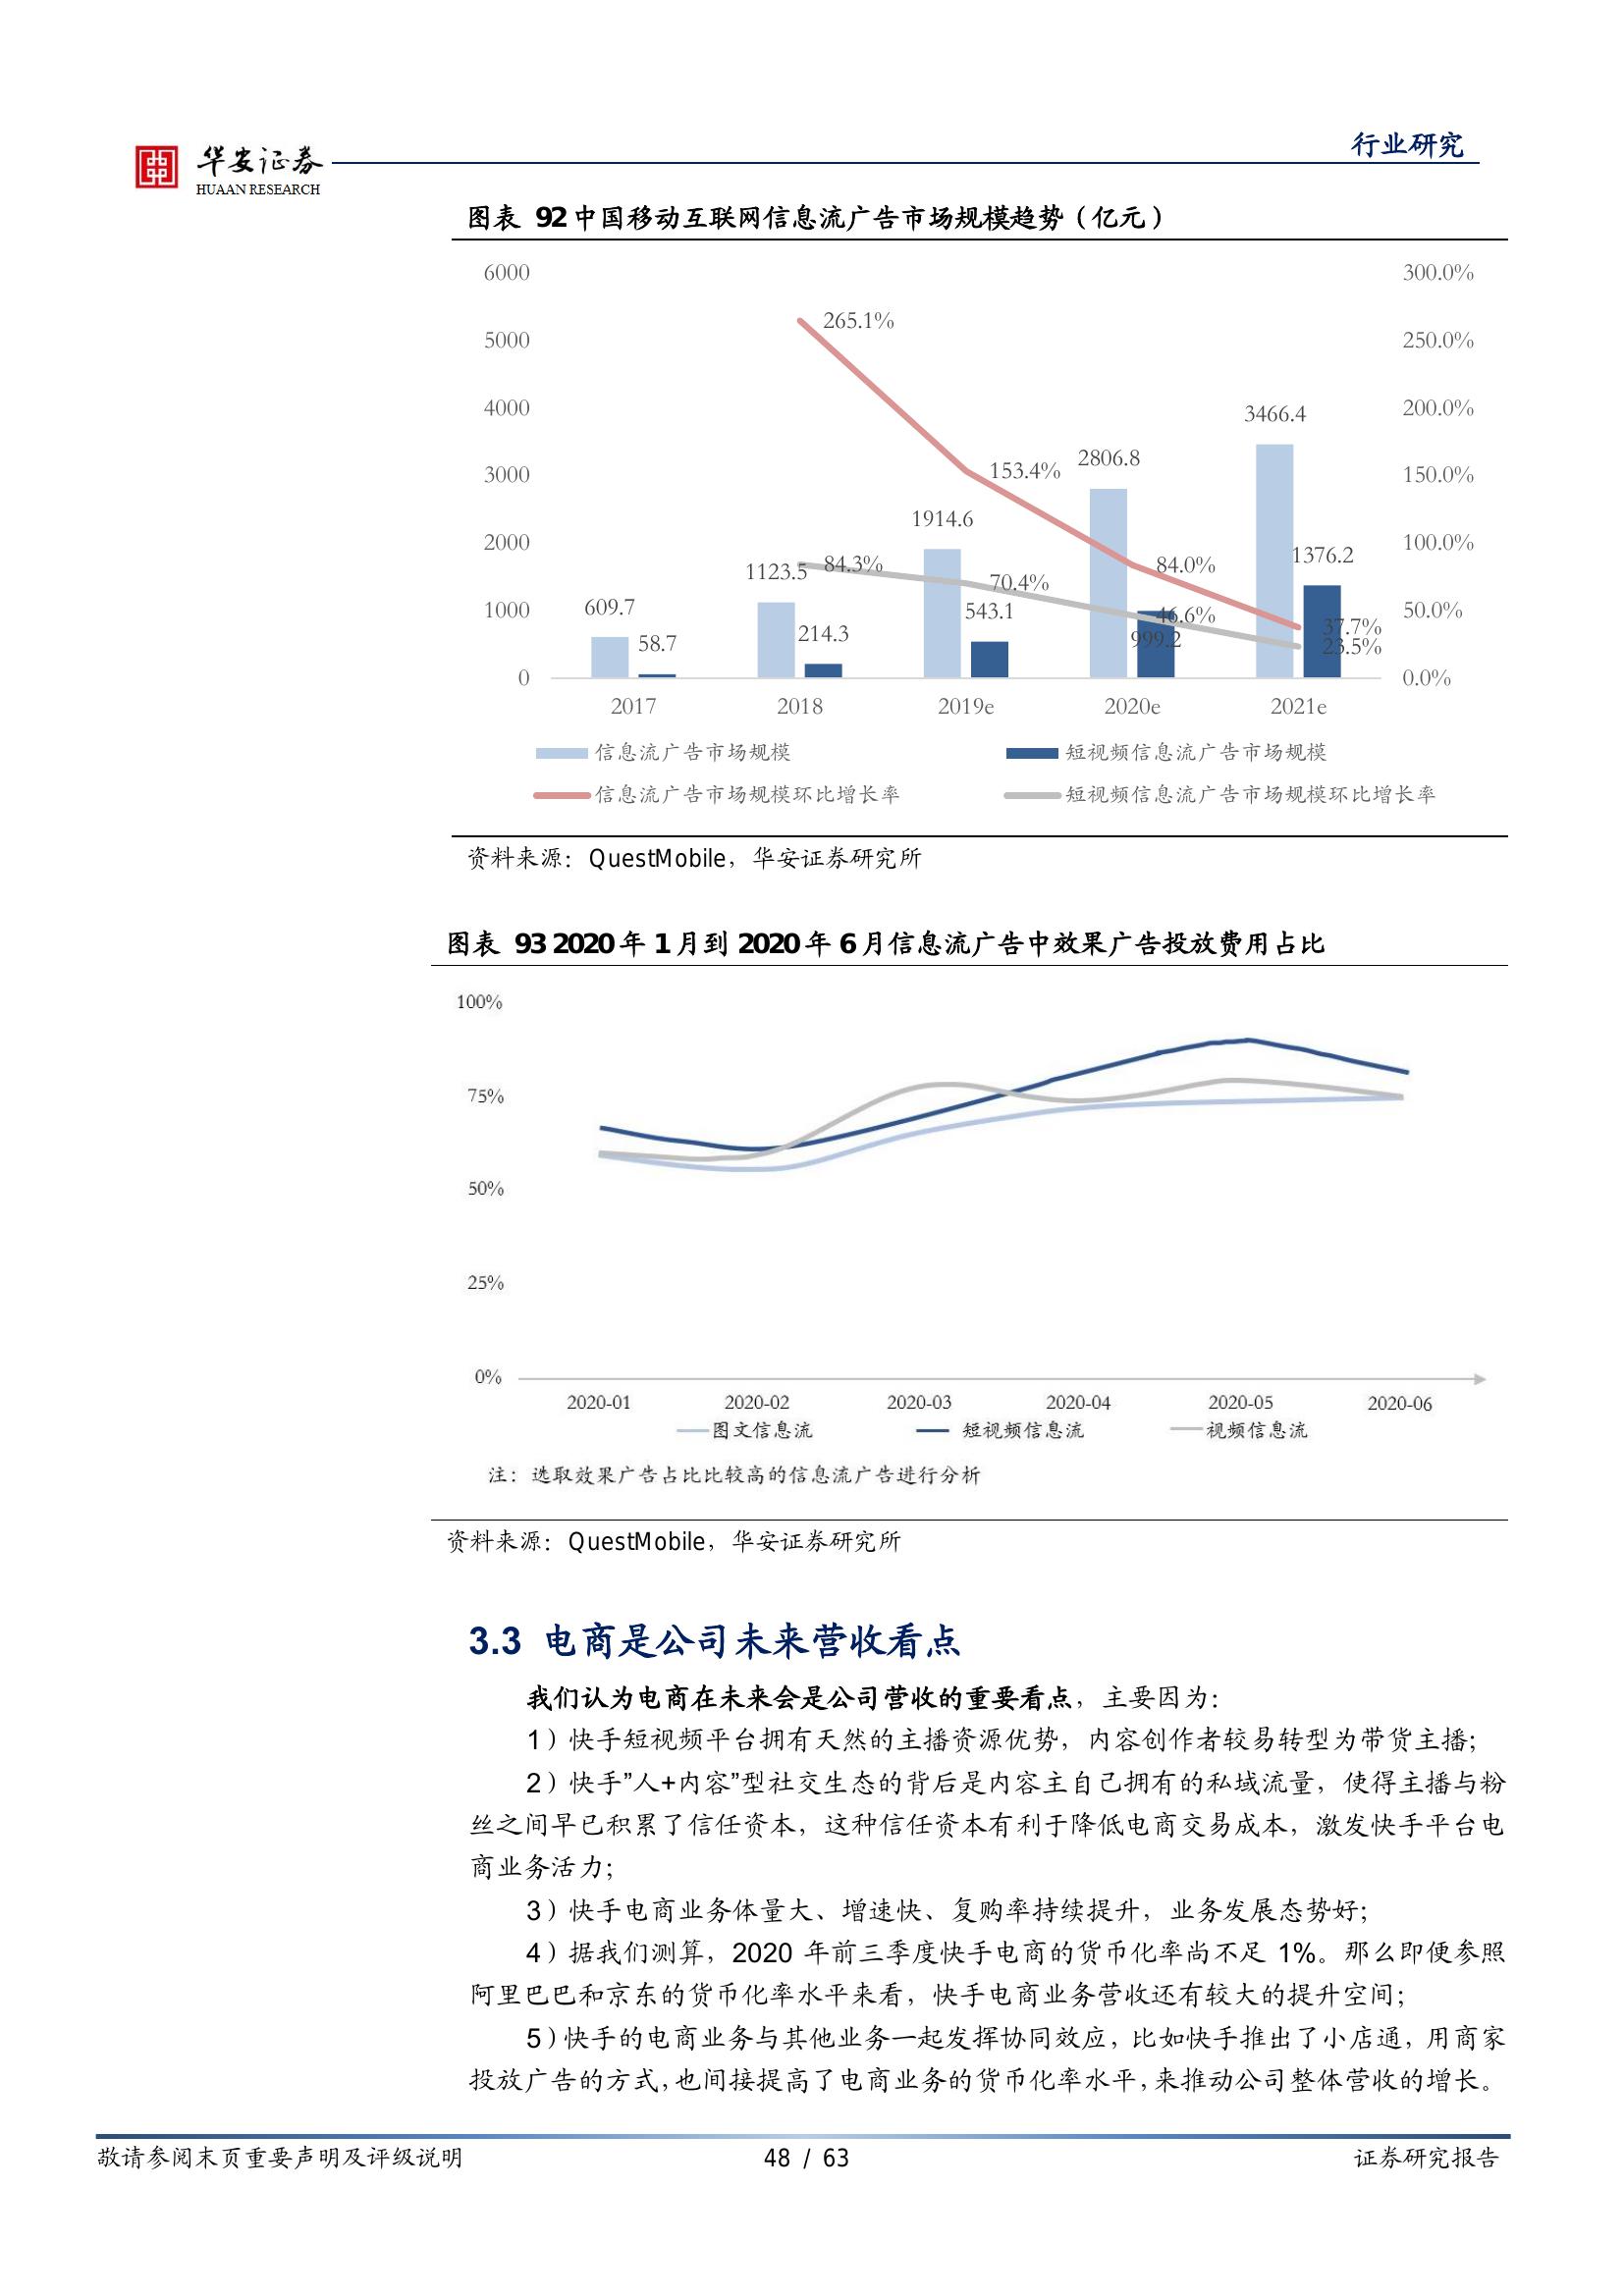 行业研究
华安证券
HUAAN RESEARCH
图表 92 中国移动互联网信息流广告市场规模趋势（亿元）
6000 300.0%
265.1%
5000 250.0%
4000 200.0%
3466.4
3000 153.4% 2806.8 150.0%
1914.6
2000 100.0%
1123.5 84.3% 84.0% 1376.2
70.4%
1000 609.7 543.1 46.6% 50.0%
58.7 214.3 999.2 37.7%
23.5%
0 0.0%
2017 2018 2019e 2020e 2021e
信息流广告市场规模 短视频信息流广告市场规模
信息流广告市场规模环比增长率 短视频信息流广告市场规模环比增长率
资料来源：QuestMobile，华安证券研究所
图表 93 2020 年 1 月到 2020 年 6 月信息流广告中效果广告投放费用占比
100%
75%
50%
25%
0%
2020-01 2020-02 2020-03 2020-04 2020-05 2020-06
图文信息流 短视频信息流 视频信息流
注：选取效果广告占比比较高的信息流广告进行分析
资料来源：QuestMobile，华安证券研究所
3.3 电商是公司未来营收看点
我们认为电商在未来会是公司营收的重要看点，主要因为：
1）快手短视频平台拥有天然的主播资源优势，内容创作者较易转型为带货主播；
2）快手”人+内容”型社交生态的背后是内容主自己拥有的私域流量，使得主播与粉
丝之间早已积累了信任资本，这种信任资本有利于降低电商交易成本，激发快手平台电
商业务活力；
3）快手电商业务体量大、增速快、复购率持续提升，业务发展态势好；
4）据我们测算，2020 年前三季度快手电商的货币化率尚不足 1%。那么即便参照
阿里巴巴和京东的货币化率水平来看，快手电商业务营收还有较大的提升空间；
5）快手的电商业务与其他业务一起发挥协同效应，比如快手推出了小店通，用商家
投放广告的方式，也间接提高了电商业务的货币化率水平，来推动公司整体营收的增长。
敬请参阅末页重要声明及评级说明 48 / 63 证券研究报告